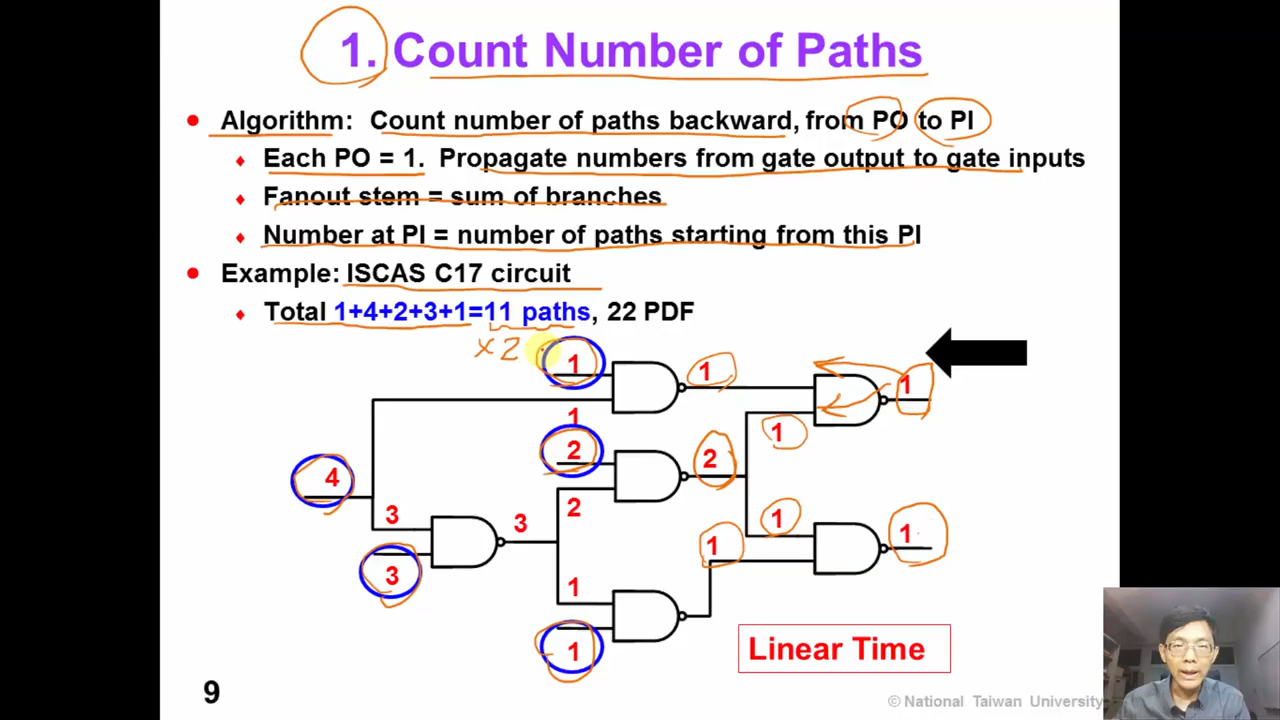 1. Count Number of Paths
• Algorithm: Count number of paths backward, from PO to PI
♦ Each PO = 1. Propagate numbers from gate output to gate inputs
♦ Fanout stem = sum of branches
♦ Number at PI = number of paths starting from this PI
• Example: ISCAS C17 circuit
♦ Total 1+4+2+3+1=11 paths, 22 PDF
×2
1
1
1
1
2
2
1
4
3
3
2
1
1
1
3
1
1
Linear Time
9
© National Taiwan University